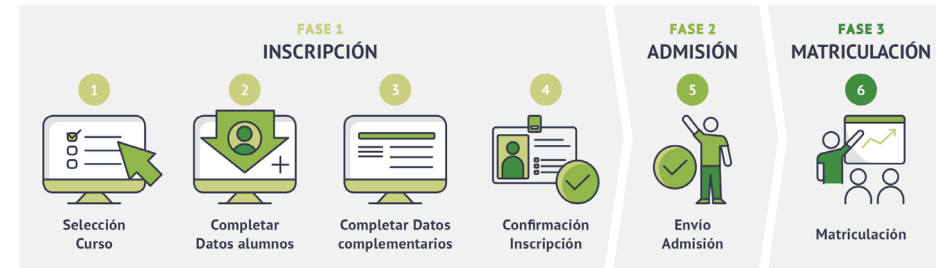 FASE 1
INSCRIPCIÓN
1
2
3
4
Selección
Curso
Completar
Datos alumnos
Completar Datos
complementarios
Confirmación
Inscripción
FASE 2
ADMISIÓN
5
Envío
Admisión
FASE 3
MATRICULACIÓN
6
Matriculación